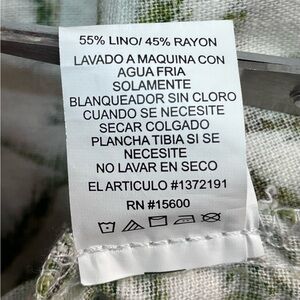 55% LINO/ 45% RAYON
LAVADO A MAQUINA CON
AGUA FRIA
SOLAMENTE
BLANQUEADOR SIN CLORO
CUANDO SE NECESITE
SECAR COLGADO
PLANCHA TIBIA SI SE
NECESITE
NO LAVAR EN SECO
EL ARTICULO #1372191
RN #15600